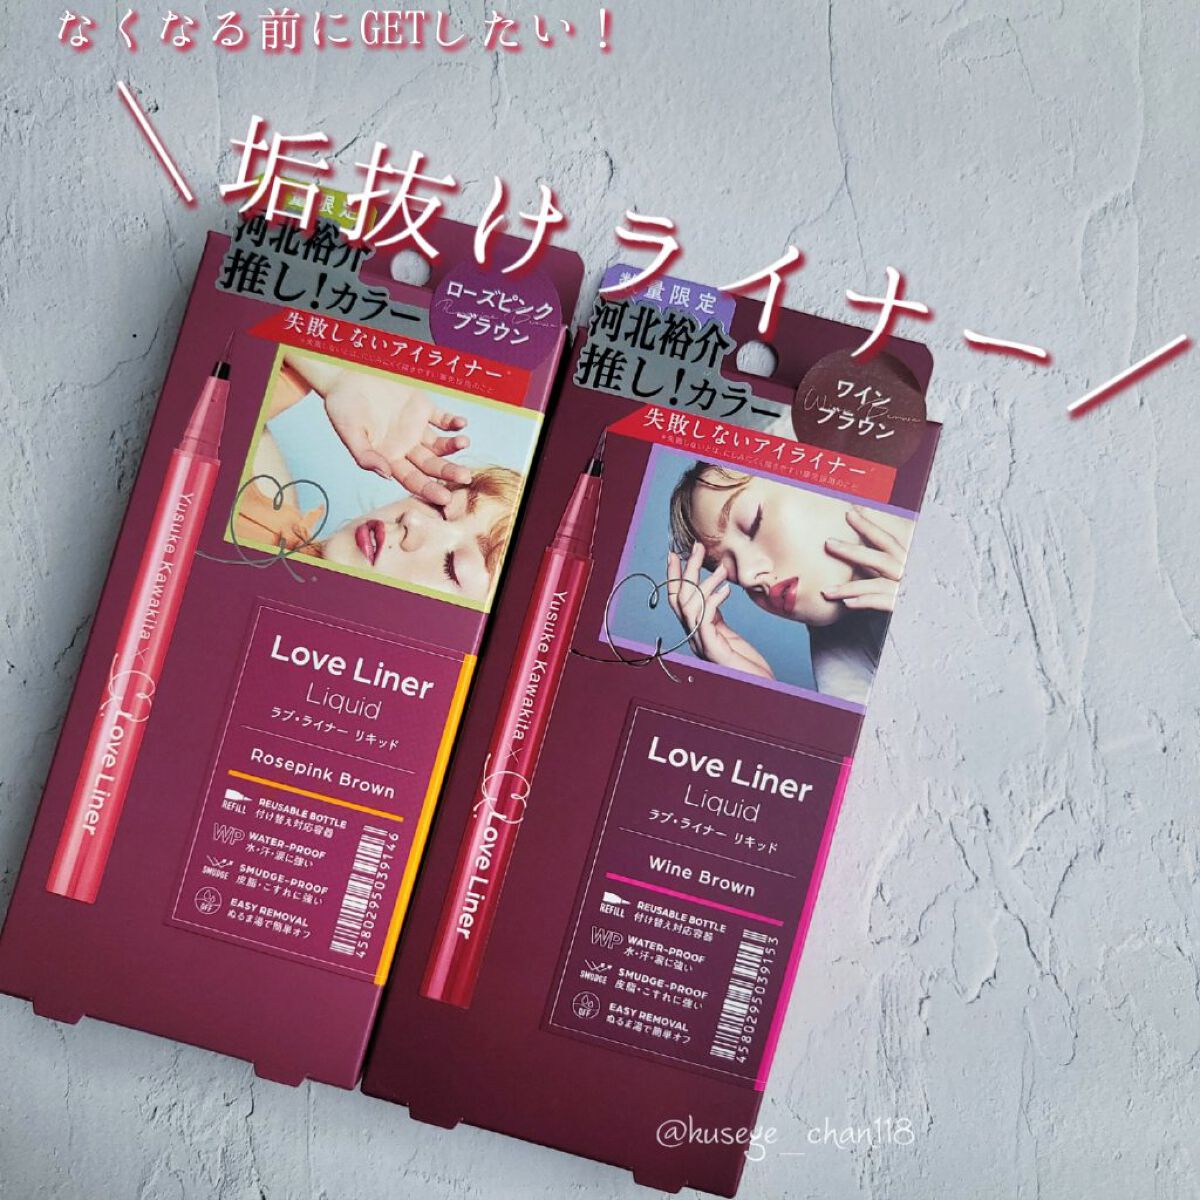 なくなる前にGETしたい！
＼垢抜けライナー／
量限定
河北裕介
推し！カラー
ローズピンク
ブラウン
失敗しないアイライナー*
Yusuke Kawakita × Love Liner
Love Liner
Liquid
ラブ・ライナー リキッド
Rosepink Brown
REFILL
REUSABLE BOTTLE
付け替え対応容器
WP
WATER-PROOF
水・汗・涙に強い
SMUDGE
SMUDGE-PROOF
皮脂・こすれに強い
OFF
EASY REMOVAL
ぬるま湯で簡単オフ
4580295039146
数量限定
河北裕介
推し！カラー
ワイン
ブラウン
失敗しないアイライナー*
Yusuke Kawakita × Love Liner
Love Liner
Liquid
ラブ・ライナー リキッド
Wine Brown
REFILL
REUSABLE BOTTLE
付け替え対応容器
WP
WATER-PROOF
水・汗・涙に強い
SMUDGE
SMUDGE-PROOF
皮脂・こすれに強い
OFF
EASY REMOVAL
ぬるま湯で簡単オフ
4580295039153
@kusege_chan118